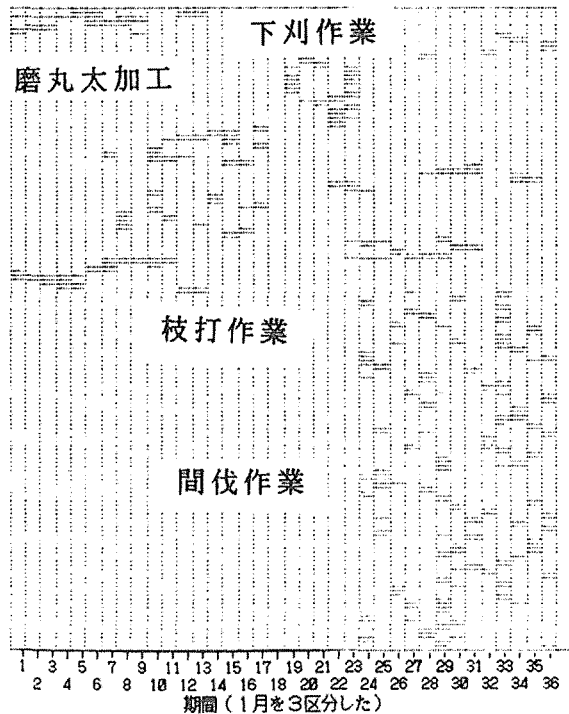 下刈作業
磨丸太加工
枝打作業
間伐作業
1 3 5 7 9 11 13 15 17 19 21 23 25 27 29 31 33 35
2 4 6 8 10 12 14 16 18 20 22 24 26 28 30 32 34 36
期間(1月を3区分した)